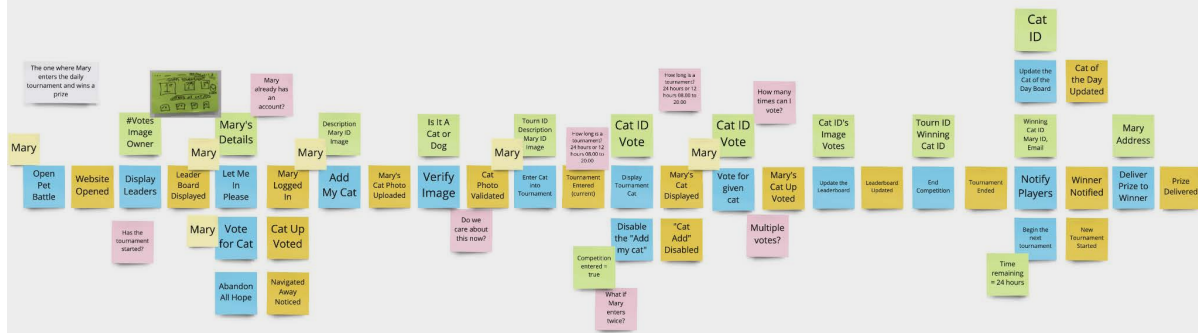 The one where Mary
enters the daily
tournament and wins a
prize
Mary
already has
an
account?
How long is a
tournament?
24 hours or 12
hours 08.00 to
20.00
How many
times can I
vote?
Cat
ID
Update the
Cat of the
Day Board
Cat of
the Day
Updated
#Votes
Image
Owner
Mary's
Details
Description
Mary ID
Image
Is It A
Cat or
Dog
Tourn ID
Description
Mary ID
Image
How long is a
tournament?
24 hours or 12
hours 08.00 to
20.00
Cat ID
Vote
Cat ID
Vote
Cat ID's
Image
Votes
Tourn ID
Winning
Cat ID
Winning
Cat ID
Mary ID,
Email
Mary
Address
Mary
Mary
Mary
Mary
Mary
Open
Pet
Battle
Website
Opened
Display
Leaders
Leader
Board
Displayed
Let Me
In
Please
Mary
Logged
In
Add
My Cat
Mary's
Cat Photo
Uploaded
Verify
Image
Cat
Photo
Validated
Enter Cat
into
Tournament
Tournament
Entered
(current)
Display
Tournament
Cat
Mary's
Cat
Displayed
Vote for
given
cat
Mary's
Cat Up
Voted
Update the
Leaderboard
Leaderboard
Updated
End
Competition
Tournament
Ended
Notify
Players
Winner
Notified
Deliver
Prize to
Winner
Prize
Delivered
Has the
tournament
started?
Mary
Vote
for Cat
Cat Up
Voted
Do we
care about
this now?
Disable
the "Add
my cat"
"Cat
Add"
Disabled
Multiple
votes?
Begin the
next
tournament
New
Tournament
Started
Abandon
All Hope
Navigated
Away
Noticed
Competition
entered =
true
What if
Mary
enters
twice?
Time
remaining
= 24 hours